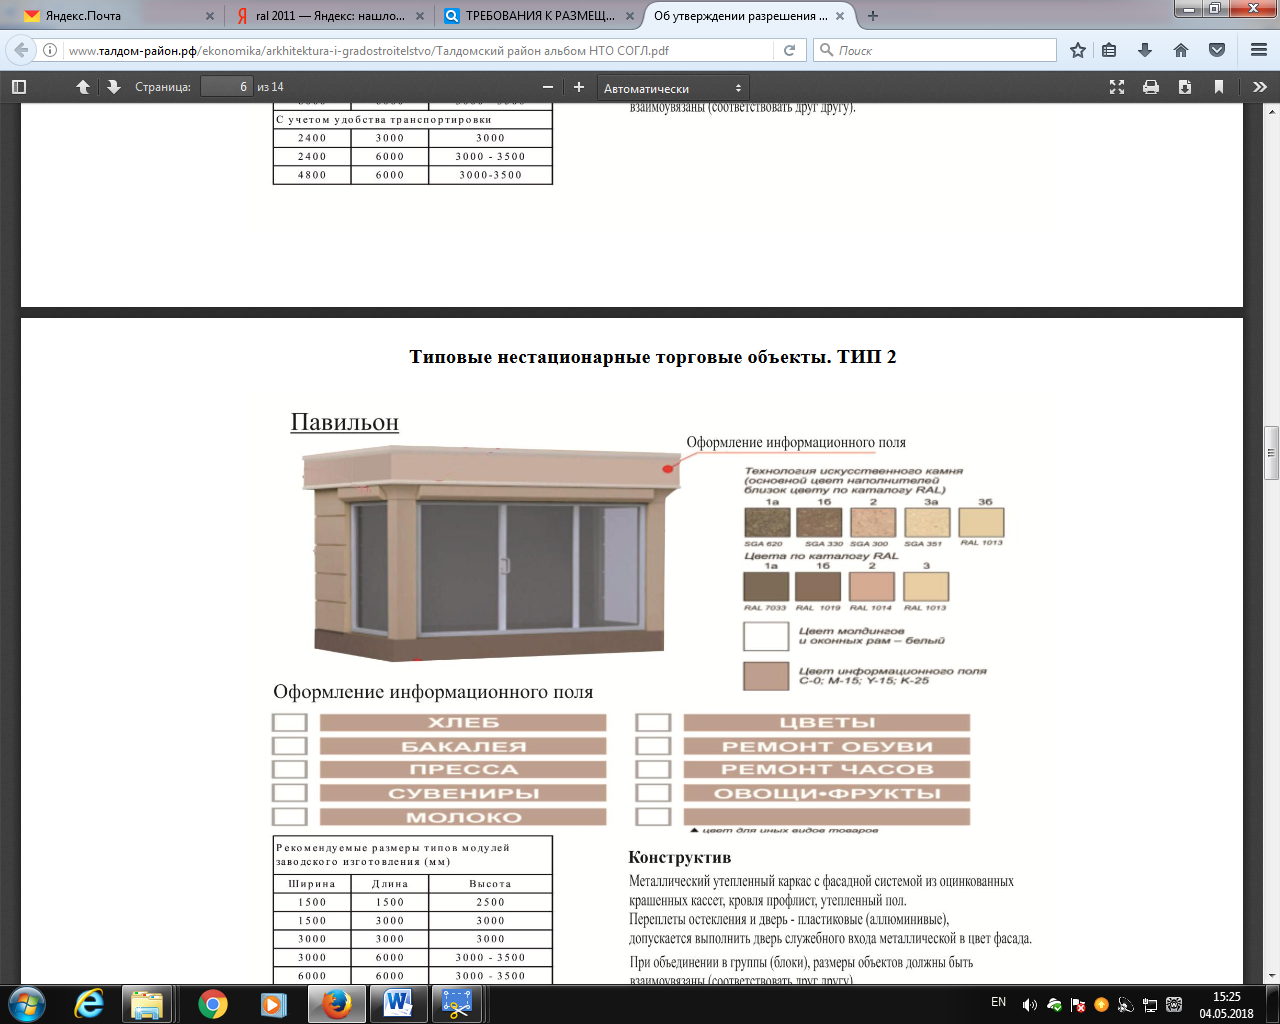 Яндекс.Почта
ral 2011 — Яндекс: нашло...
ТРЕБОВАНИЯ К РАЗМЕЩ...
Об утверждении разрешения ...
www.талдом-район.рф/ekonomika/arkhitektura-i-gradostroitelstvo/Талдомский район альбом НТО СОГЛ.pdf
Поиск
Страница: 6 из 14
Автоматически
взаимоувязаны (соответствовать друг другу).
С учетом удобства транспортировки
2400 3000 3000
2400 6000 3000 - 3500
4800 6000 3000-3500
Типовые нестационарные торговые объекты. ТИП 2
Павильон
Оформление информационного поля
Технология искусственного камня
(основной цвет наполнителей
близок цвету по каталогу RAL)
1а 1б 2 3а 3б
SGA 620 SGA 330 SGA 300 SGA 351 RAL 1013
Цвета по каталогу RAL
1а 1б 2 3
RAL 7033 RAL 1019 RAL 1014 RAL 1013
Цвет молдингов
и оконных рам – белый
Цвет информационного поля
C-0; M-15; Y-15; K-25
Оформление информационного поля
ХЛЕБ
БАКАЛЕЯ
ПРЕССА
СУВЕНИРЫ
МОЛОКО
ЦВЕТЫ
РЕМОНТ ОБУВИ
РЕМОНТ ЧАСОВ
ОВОЩИ•ФРУКТЫ
▲ цвет для иных видов товаров
Рекомендуемые размеры типов модулей
заводского изготовления (мм)
Ширина Длина Высота
1500 1500 2500
1500 3000 3000
3000 3000 3000
3000 6000 3000 - 3500
6000 6000 3000 - 3500
Конструктив
Металлический утепленный каркас с фасадной системой из оцинкованных
крашенных кассет, кровля профлист, утепленный пол.
Переплеты остекления и дверь - пластиковые (аллюминивые),
допускается выполнить дверь служебного входа металлической в цвет фасада.
При объединении в группы (блоки), размеры объектов должны быть
взаимоувязаны (соответствовать друг другу)
EN
15:25
04.05.2018